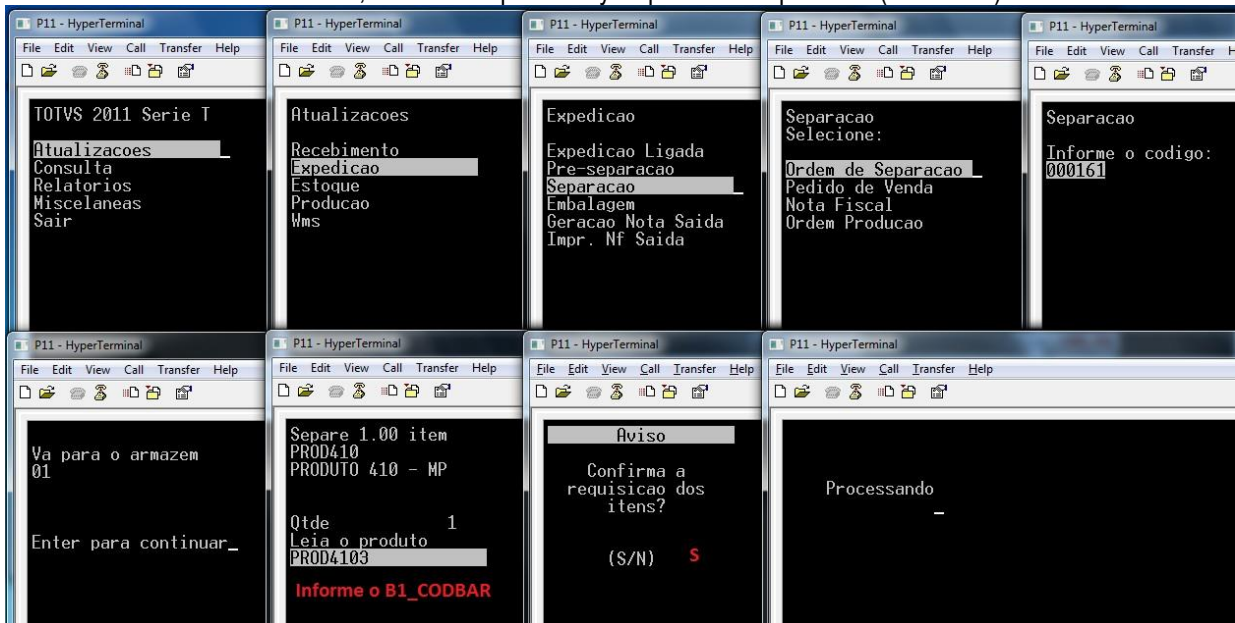 P11 - HyperTerminal
File Edit View Call Transfer Help
TOTVS 2011 Serie T
Atualizacoes
Consulta
Relatorios
Miscelaneas
Sair
P11 - HyperTerminal
File Edit View Call Transfer Help
Atualizacoes
Recebimento
Expedicao
Estoque
Producao
Wms
P11 - HyperTerminal
File Edit View Call Transfer Help
Expedicao
Expedicao Ligada
Pre-separacao
Separacao
Embalagem
Geracao Nota Saida
Impr. Nf Saida
P11 - HyperTerminal
File Edit View Call Transfer Help
Separacao
Selecione:
Ordem de Separacao
Pedido de Venda
Nota Fiscal
Ordem Producao
P11 - HyperTerminal
File Edit View Call Transfer H
Separacao
Informe o codigo:
000161
P11 - HyperTerminal
File Edit View Call Transfer Help
Va para o armazem
01
Enter para continuar
P11 - HyperTerminal
File Edit View Call Transfer Help
Separe 1.00 item
PROD410
PRODUTO 410 - MP
Qtde 1
Leia o produto
PROD4103
Informe o B1_CODBAR
P11 - HyperTerminal
File Edit View Call Transfer Help
Aviso
Confirma a
requisicao dos
itens?
(S/N) S
P11 - HyperTerminal
File Edit View Call Transfer Help
Processando